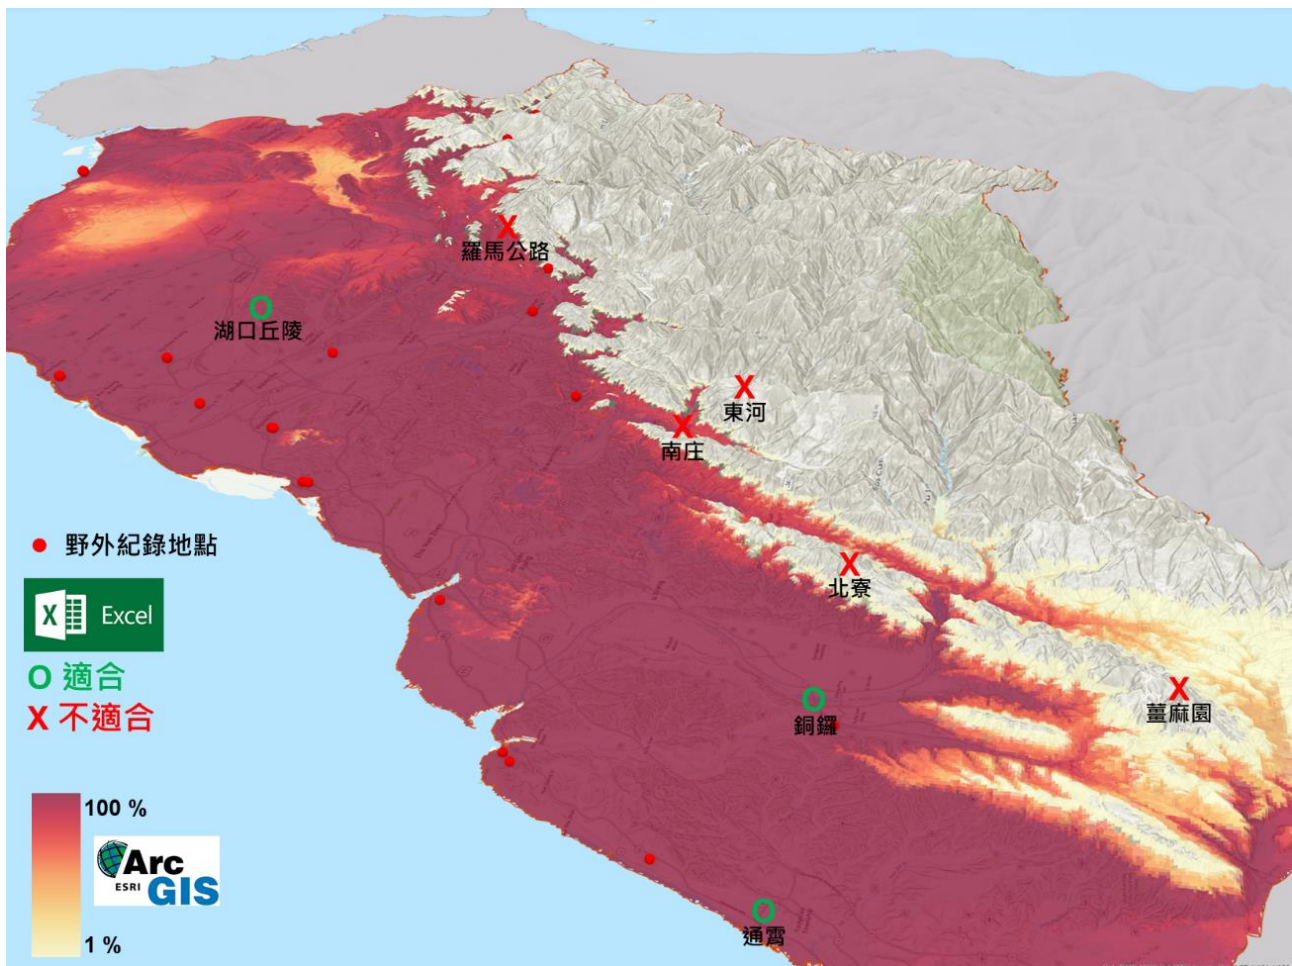 羅馬公路
湖口丘陵
東河
南庄
野外紀錄地點
北寮
X Excel
O 適合
X 不適合
銅鑼
薑麻園
100 %
Arc
ESRI GIS
通霄
1 %